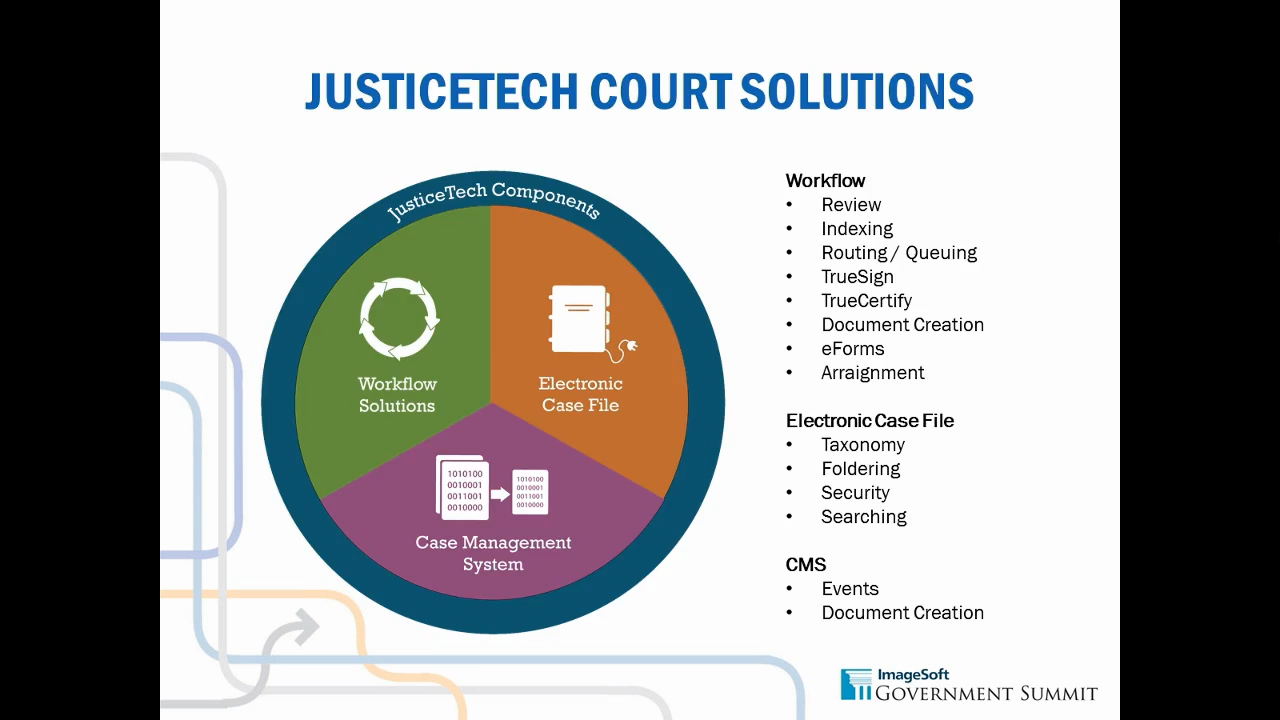 JUSTICETECH COURT SOLUTIONS
JusticeTech Components
Workflow
Solutions
Electronic
Case File
1010100
0010001
0011001
0010000
1010100
0010001
0011001
0010000
Case Management
System
Workflow
• Review
• Indexing
• Routing / Queuing
• TrueSign
• TrueCertify
• Document Creation
• eForms
• Arraignment
Electronic Case File
• Taxonomy
• Foldering
• Security
• Searching
CMS
• Events
• Document Creation
ImageSoft
GOVERNMENT SUMMIT